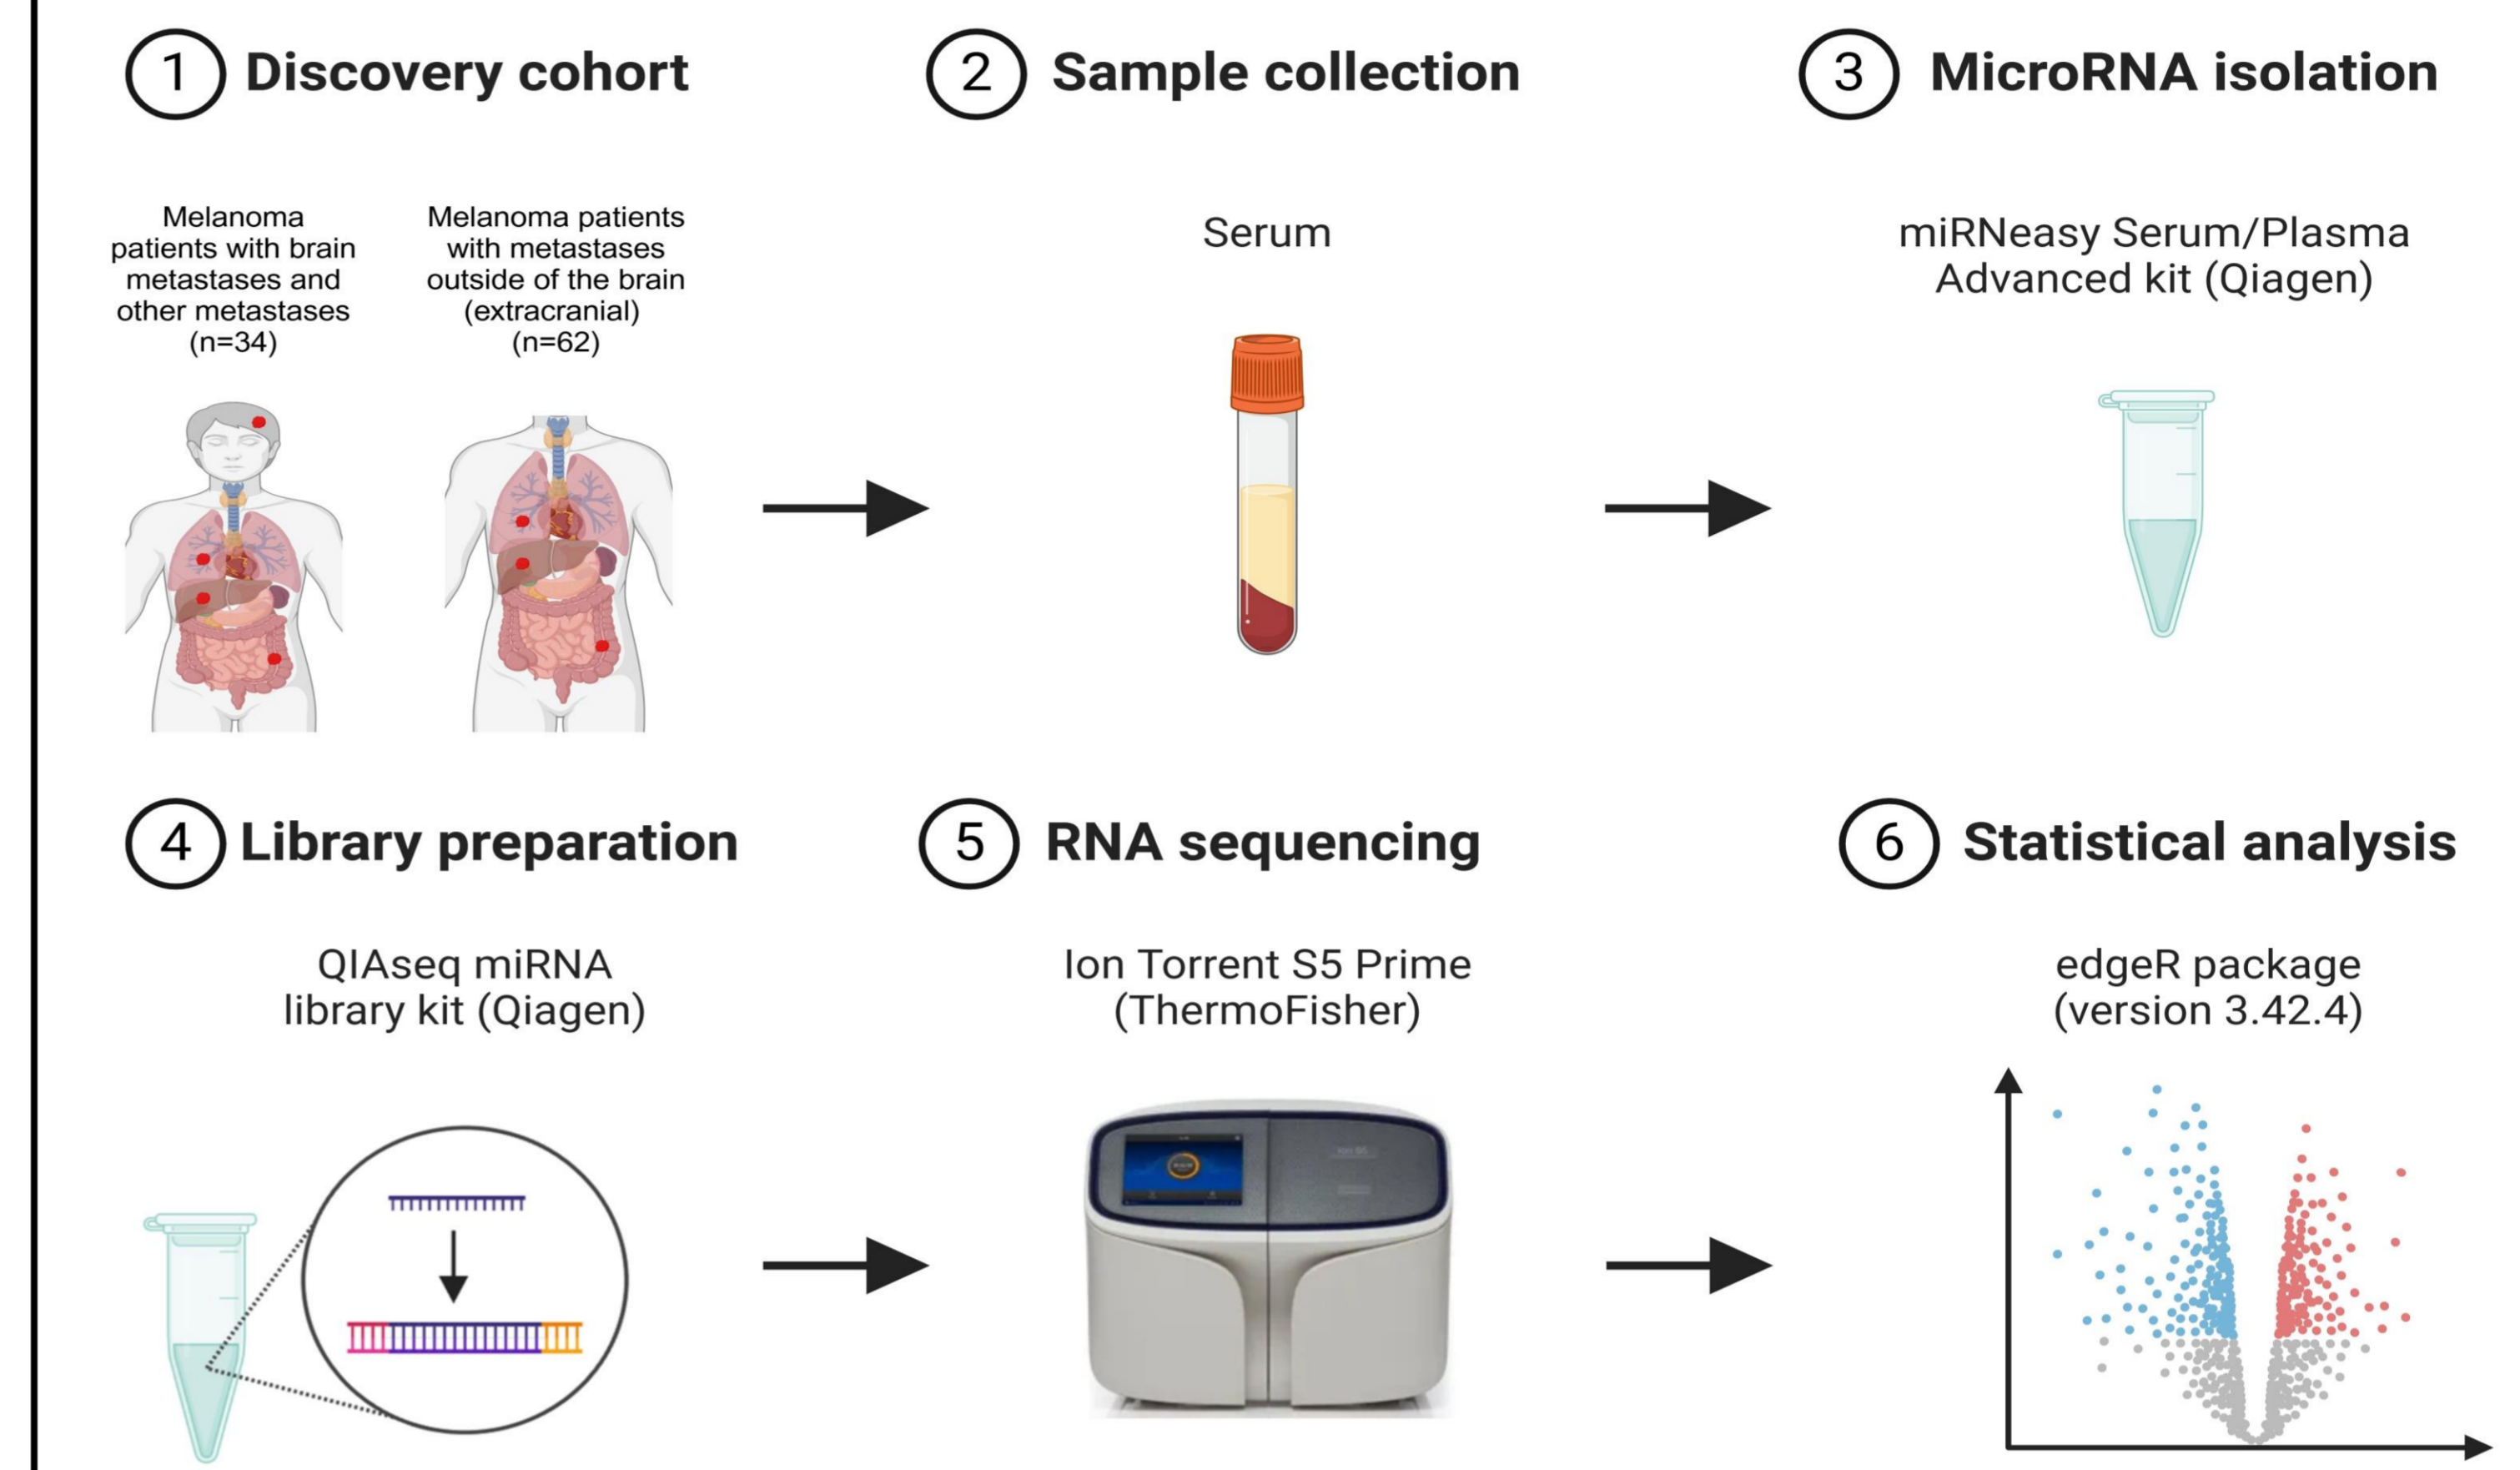 1 Discovery cohort
2 Sample collection
3 MicroRNA isolation
Melanoma
patients with brain
metastases and
other metastases
(n=34)
Melanoma patients
with metastases
outside of the brain
(extracranial)
(n=62)
Serum
miRNeasy Serum/Plasma
Advanced kit (Qiagen)
4 Library preparation
5 RNA sequencing
6 Statistical analysis
QIAseq miRNA
library kit (Qiagen)
Ion Torrent S5 Prime
(ThermoFisher)
edgeR package
(version 3.42.4)